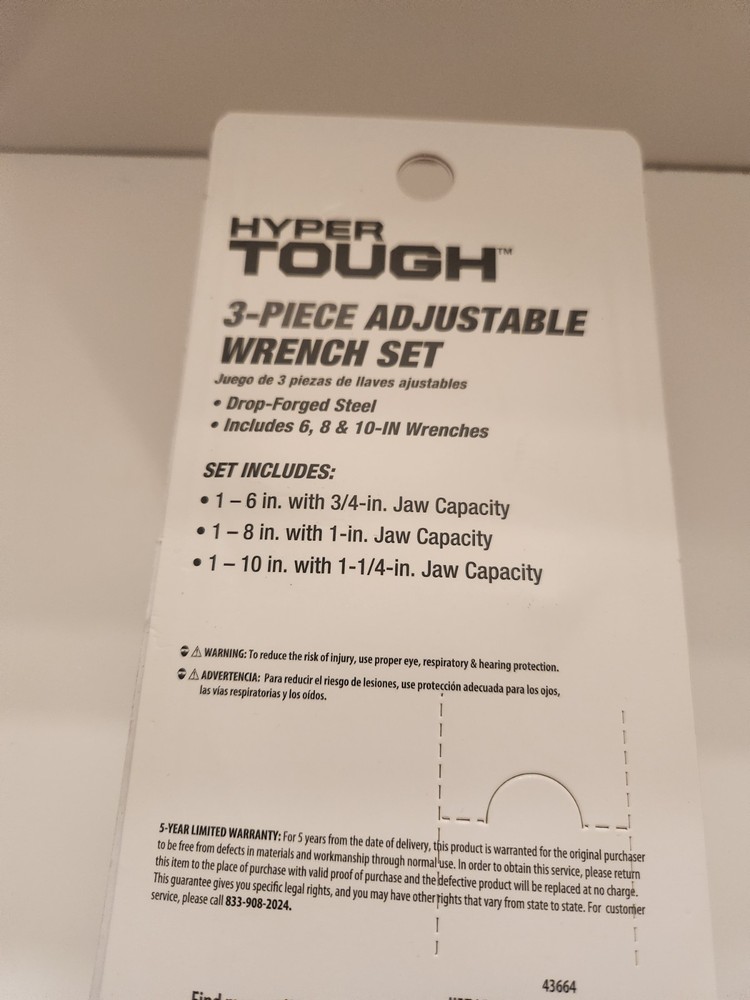 HYPER
TOUGH™
3-PIECE ADJUSTABLE
WRENCH SET
Juego de 3 piezas de llaves ajustables
• Drop-Forged Steel
• Includes 6, 8 & 10-IN Wrenches
SET INCLUDES:
• 1 – 6 in. with 3/4-in. Jaw Capacity
• 1 – 8 in. with 1-in. Jaw Capacity
• 1 – 10 in. with 1-1/4-in. Jaw Capacity
⚠ WARNING: To reduce the risk of injury, use proper eye, respiratory & hearing protection.
⚠ ADVERTENCIA: Para reducir el riesgo de lesiones, use protección adecuada para los ojos,
las vías respiratorias y los oídos.
5-YEAR LIMITED WARRANTY: For 5 years from the date of delivery, this product is warranted for the original purchaser
to be free from defects in materials and workmanship through normal use. In order to obtain this service, please return
this item to the place of purchase with valid proof of purchase and the defective product will be replaced at no charge.
This guarantee gives you specific legal rights, and you may have other rights that vary from state to state. For customer
service, please call 833-908-2024.
43664
Find